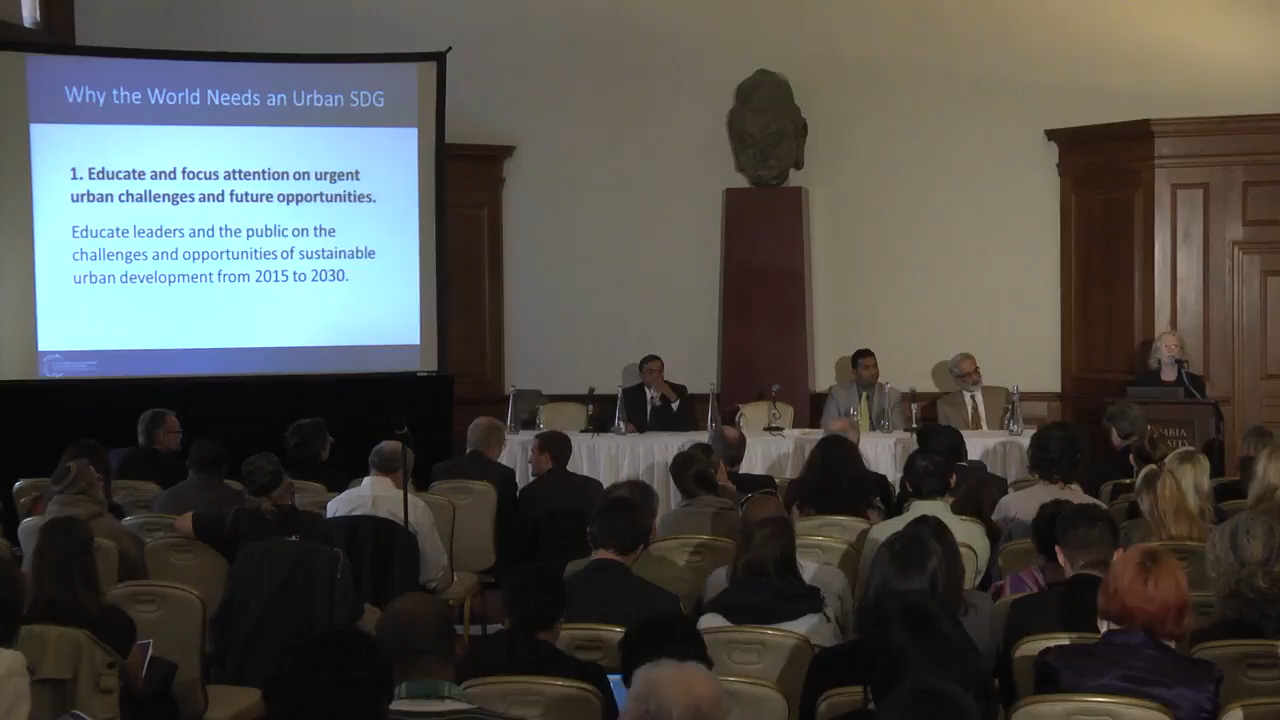 Why the World Needs an Urban SDG
1. Educate and focus attention on urgent
urban challenges and future opportunities.
Educate leaders and the public on the
challenges and opportunities of sustainable
urban development from 2015 to 2030.